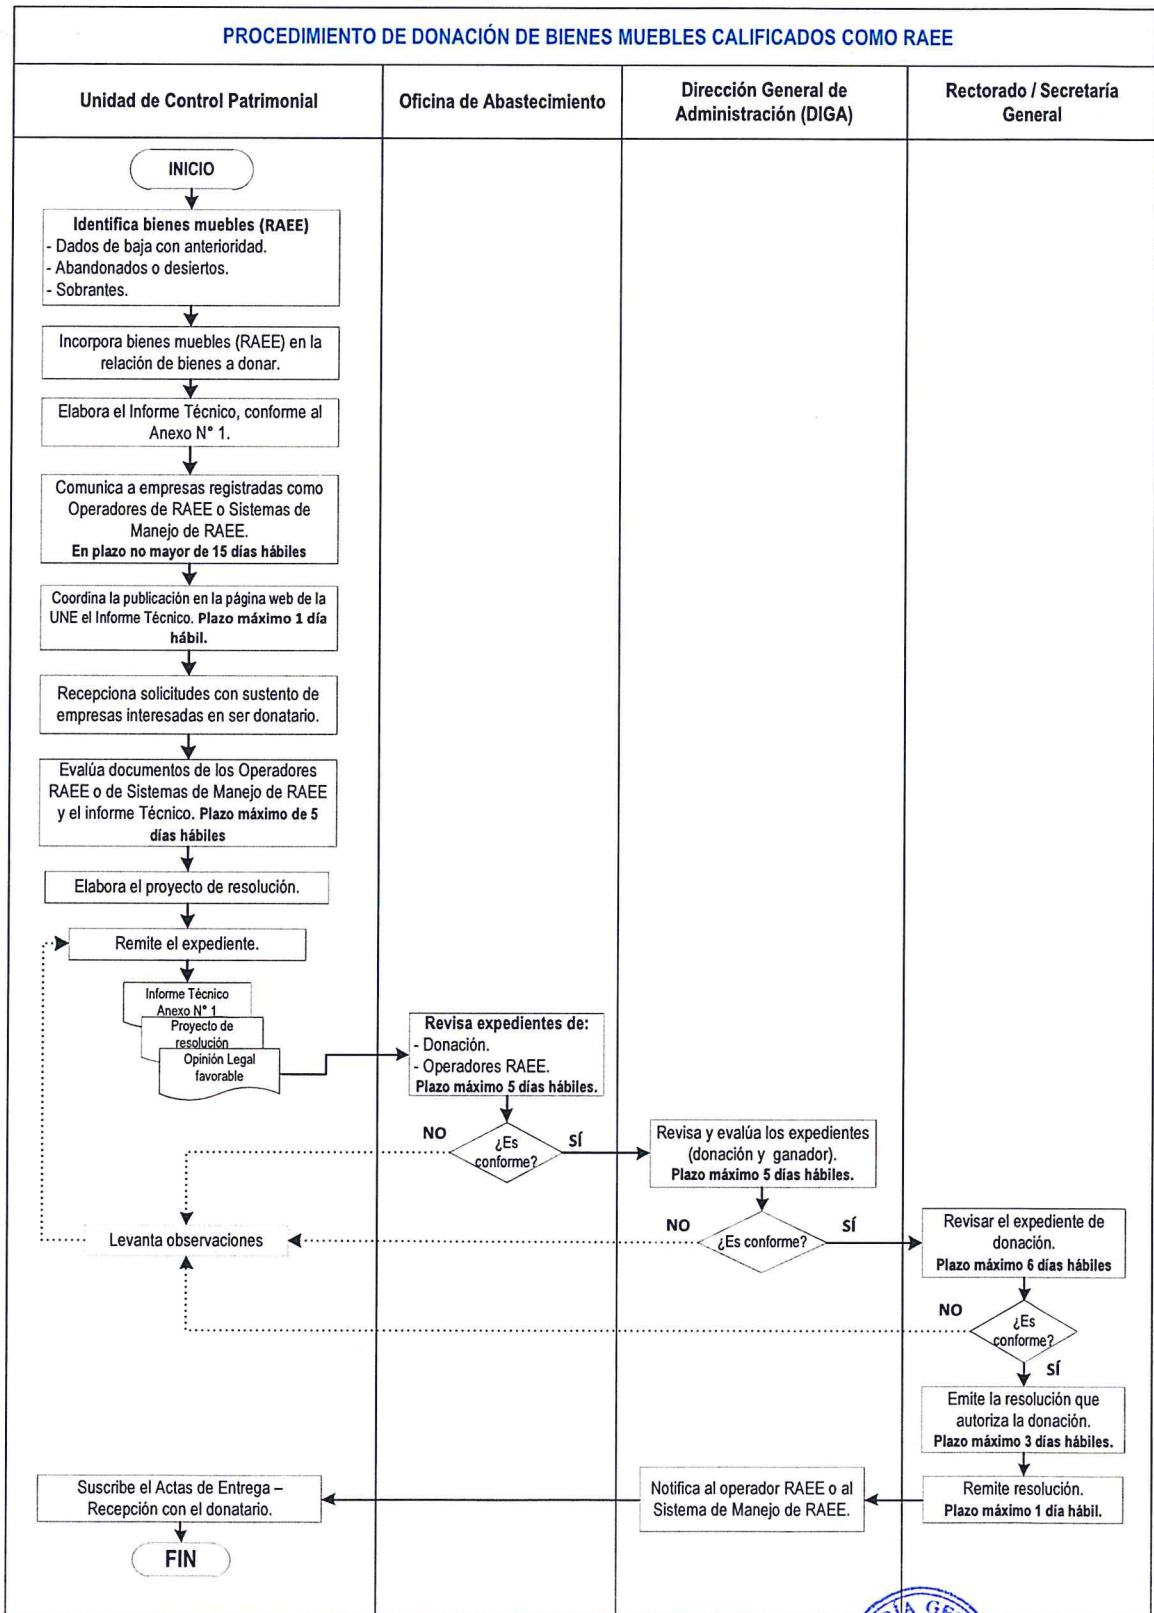 PROCEDIMIENTO DE DONACIÓN DE BIENES MUEBLES CALIFICADOS COMO RAEE
Unidad de Control Patrimonial
Oficina de Abastecimiento
Dirección General de
Administración (DIGA)
Rectorado / Secretaría
General
INICIO
Identifica bienes muebles (RAEE)
- Dados de baja con anterioridad.
- Abandonados o desiertos.
- Sobrantes.
Incorpora bienes muebles (RAEE) en la
relación de bienes a donar.
Elabora el Informe Técnico, conforme al
Anexo N° 1.
Comunica a empresas registradas como
Operadores de RAEE o Sistemas de
Manejo de RAEE.
En plazo no mayor de 15 días hábiles
Coordina la publicación en la página web de la
UNE el Informe Técnico. Plazo máximo 1 día
hábil.
Recepciona solicitudes con sustento de
empresas interesadas en ser donatario.
Evalúa documentos de los Operadores
RAEE o de Sistemas de Manejo de RAEE
y el informe Técnico. Plazo máximo de 5
días hábiles
Elabora el proyecto de resolución.
Remite el expediente.
Informe Técnico
Anexo N° 1
Proyecto de
resolución
Opinión Legal
favorable
Revisa expedientes de:
- Donación.
- Operadores RAEE.
Plazo máximo 5 días hábiles.
NO
¿Es
conforme?
SÍ
Revisa y evalúa los expedientes
(donación y ganador).
Plazo máximo 5 días hábiles.
NO
¿Es conforme?
SÍ
Levanta observaciones
Revisar el expediente de
donación.
Plazo máximo 6 días hábiles
NO
¿Es
conforme?
SÍ
Emite la resolución que
autoriza la donación.
Plazo máximo 3 días hábiles.
Remite resolución.
Plazo máximo 1 día hábil.
Notifica al operador RAEE o al
Sistema de Manejo de RAEE.
Suscribe el Actas de Entrega –
Recepción con el donatario.
FIN